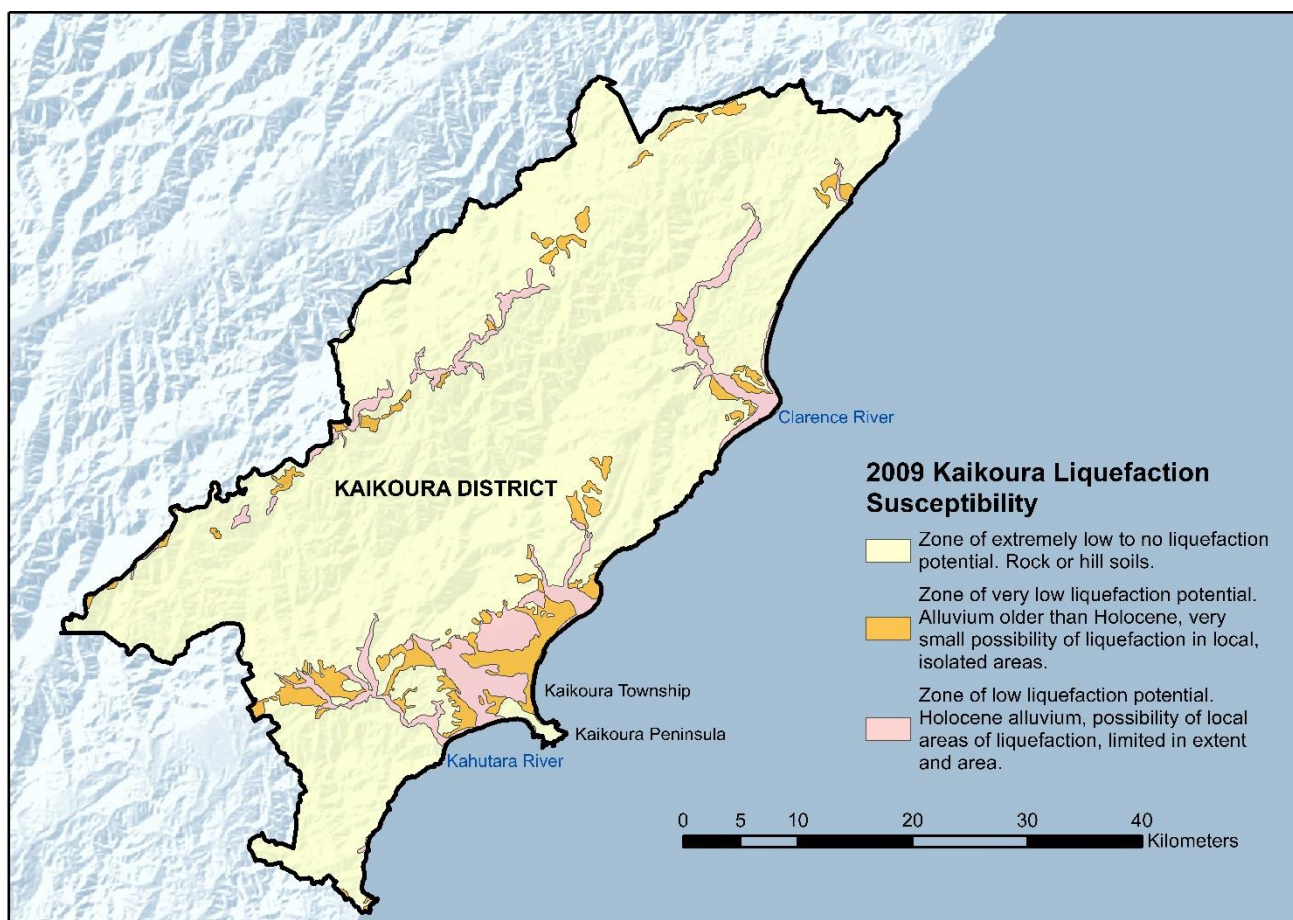 KAIKOURA DISTRICT
Clarence River
Kaikoura Township
Kaikoura Peninsula
Kahutara River
2009 Kaikoura Liquefaction
Susceptibility
Zone of extremely low to no liquefaction
potential. Rock or hill soils.
Zone of very low liquefaction potential.
Alluvium older than Holocene, very
small possibility of liquefaction in local,
isolated areas.
Zone of low liquefaction potential.
Holocene alluvium, possibility of local
areas of liquefaction, limited in extent
and area.
0 5 10 20 30 40
Kilometers